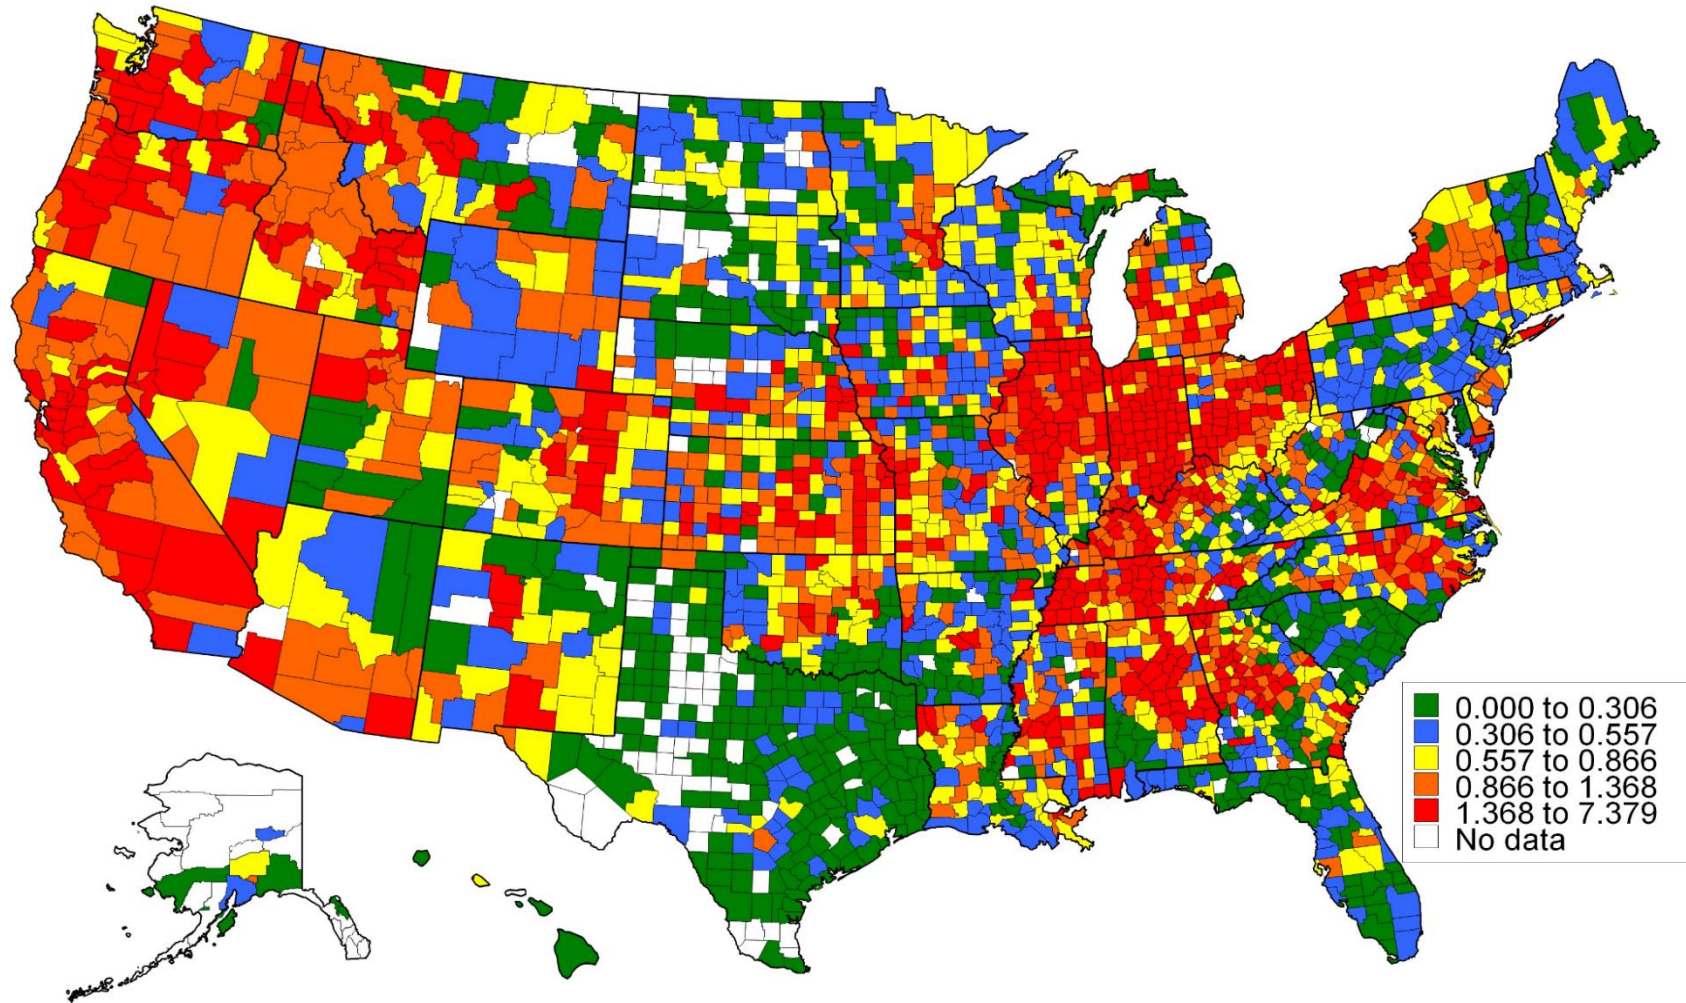 0.000 to 0.306
0.306 to 0.557
0.557 to 0.866
0.866 to 1.368
1.368 to 7.379
No data